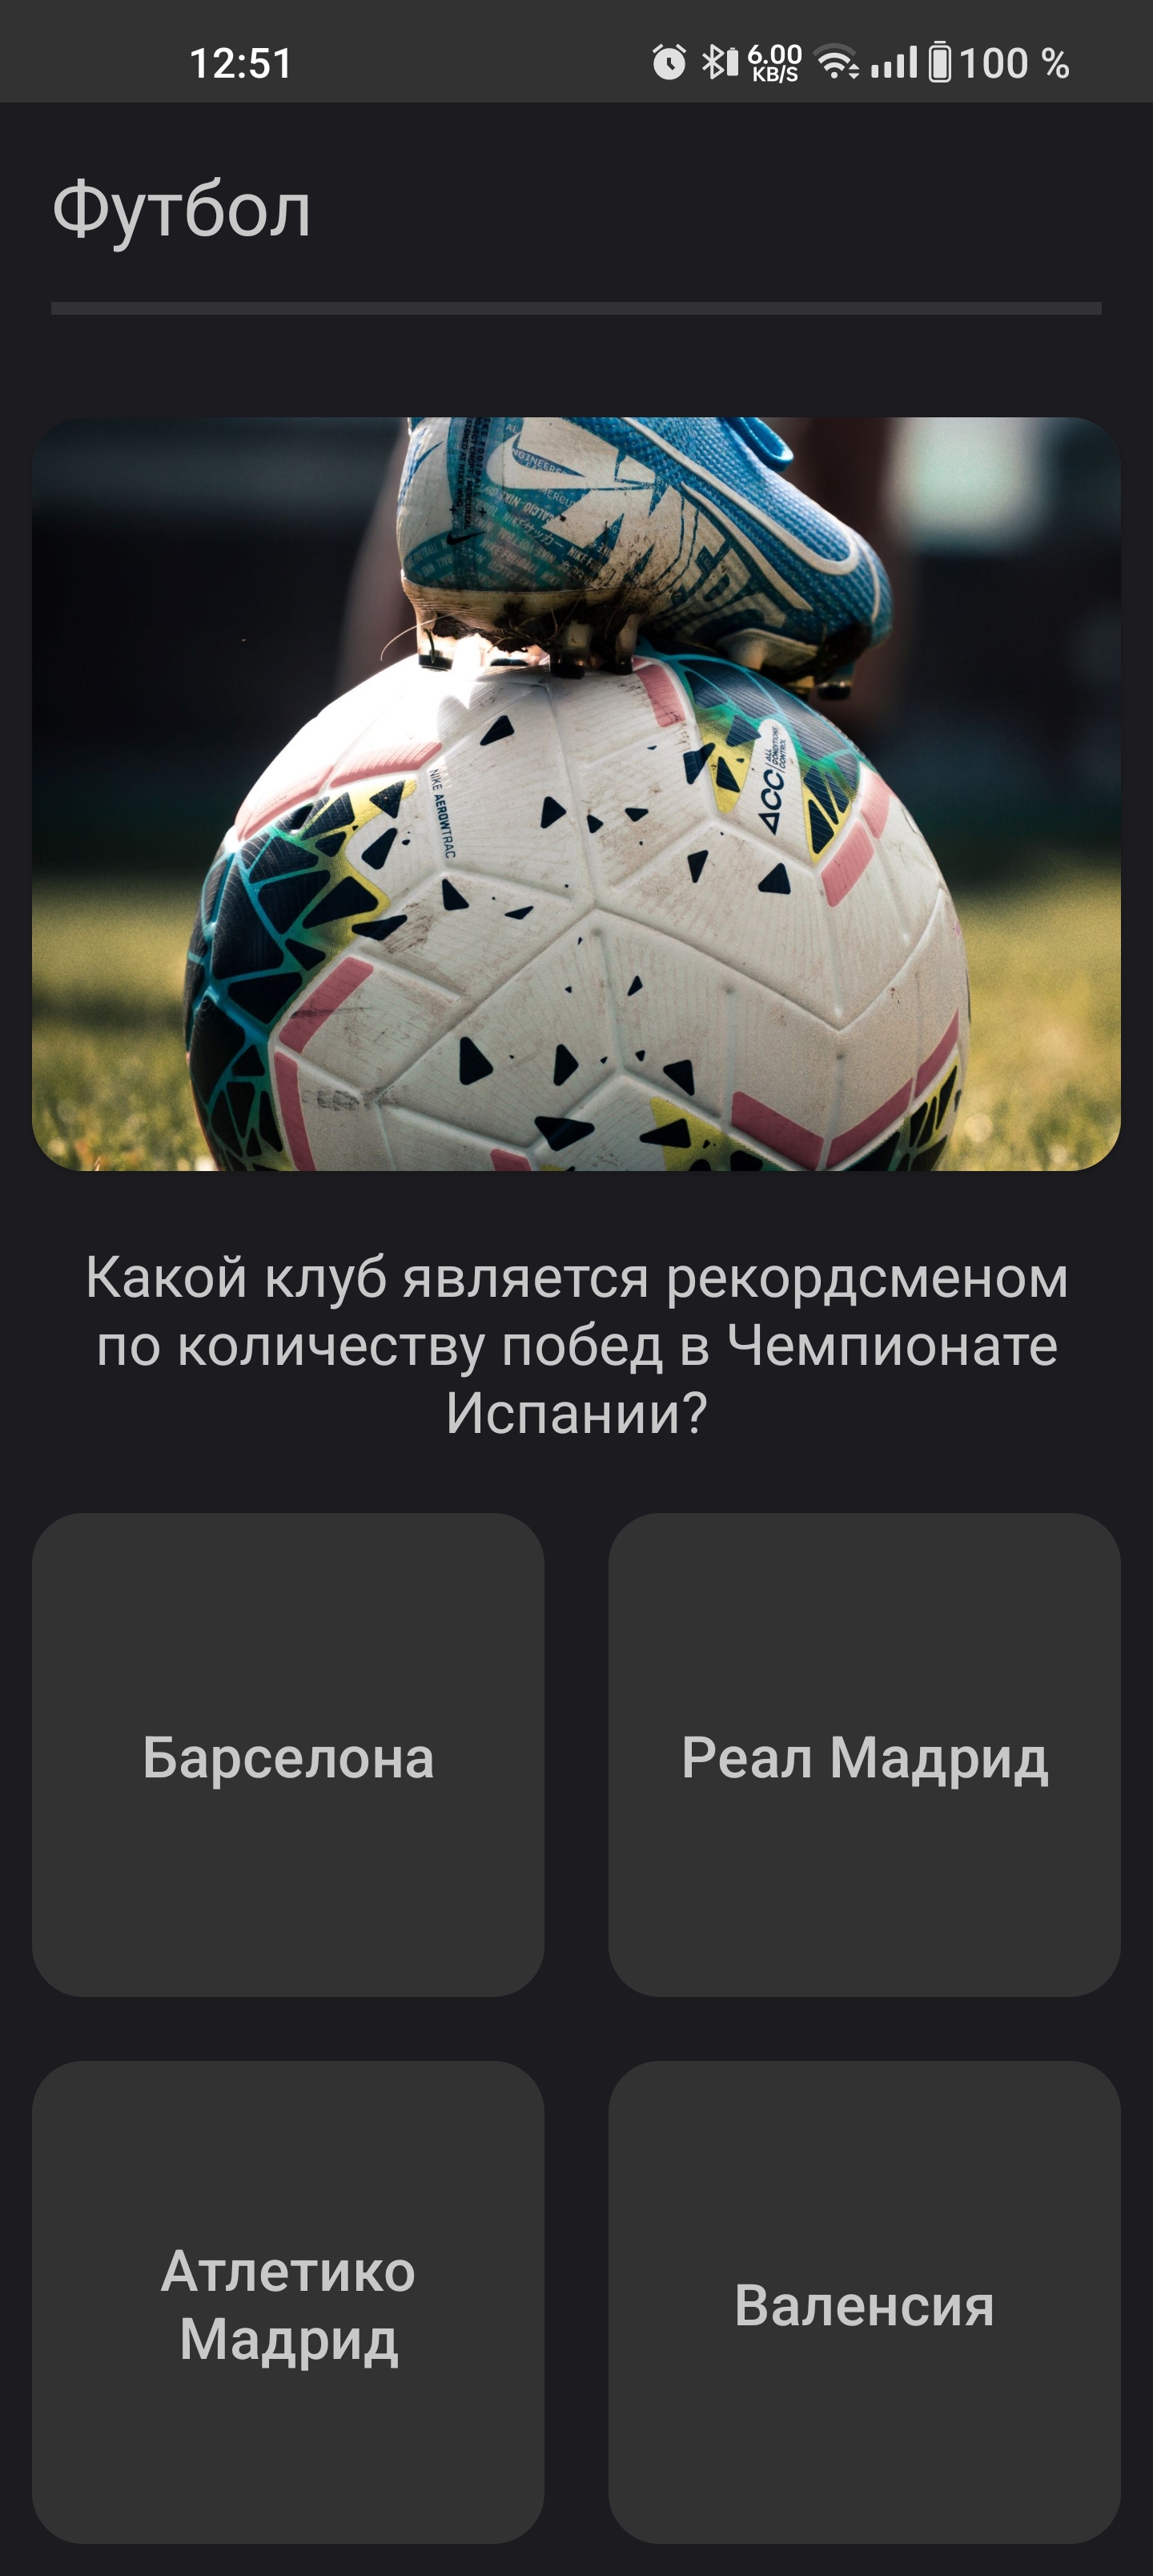 12:51
6.00
KB/S
100 %
Футбол
NIKE AEROWTRAC
ACC
ALL
CONDITIONS
CONTROL
Какой клуб является рекордсменом
по количеству побед в Чемпионате
Испании?
Барселона
Реал Мадрид
Атлетико
Мадрид
Валенсия